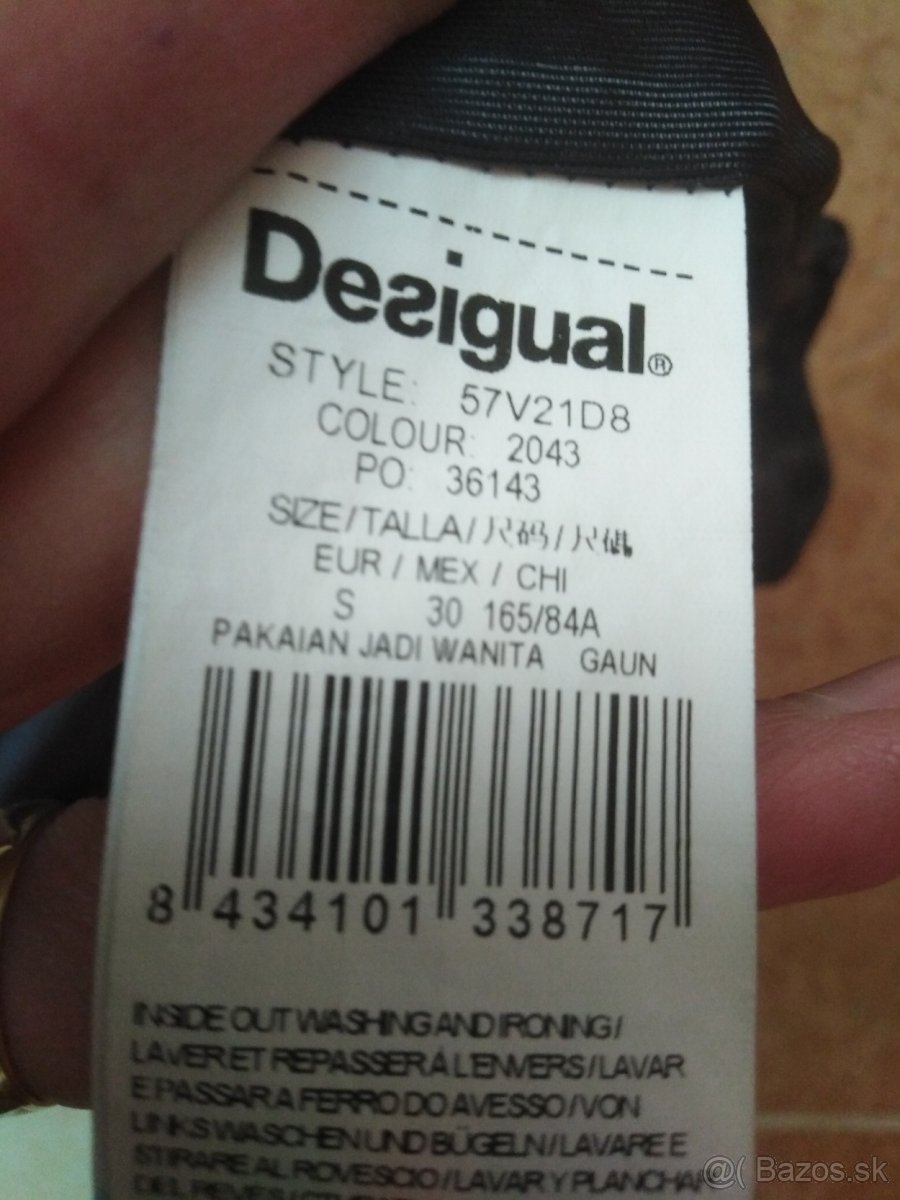 Desigual®
STYLE: 57V21D8
COLOUR: 2043
PO: 36143
SIZE/TALLA/尺码/尺碼
EUR / MEX / CHI
S 30 165/84A
PAKAIAN JADI WANITA GAUN
8 434101 338717
INSIDE OUT WASHING AND IRONING/
LAVER ET REPASSER À L'ENVERS/LAVAR
E PASSAR A FERRO DO AVESSO/VON
LINKS WASCHEN UND BÜGELN/LAVARE E
STIRARE AL ROVESCIO/LAVAR Y PLANCHAR
@( Bazos.sk